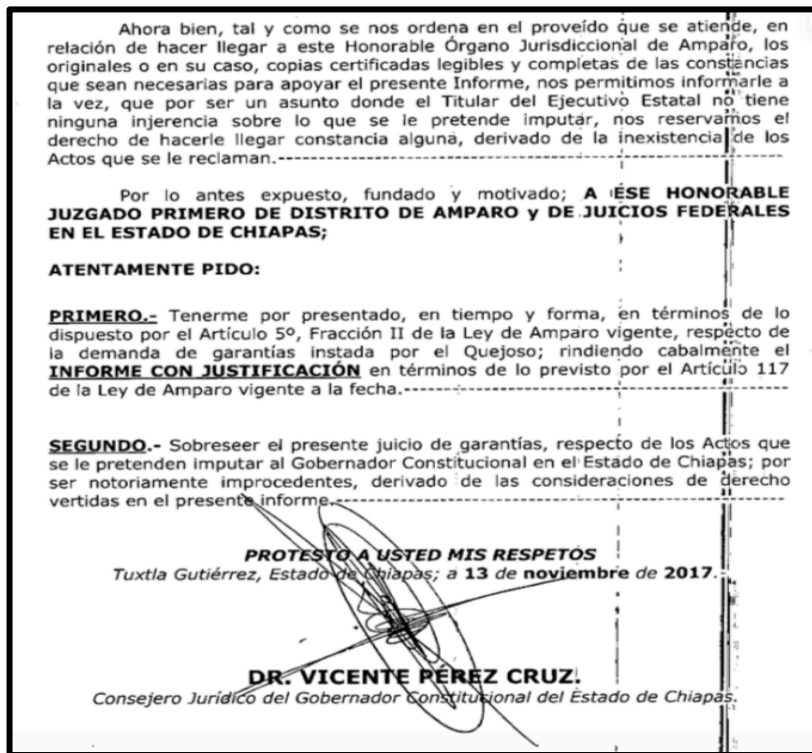 Ahora bien, tal y como se nos ordena en el proveído que se atiende, en
relación de hacer llegar a este Honorable Órgano Jurisdiccional de Amparo, los
originales o en su caso, copias certificadas legibles y completas de las constancias
que sean necesarias para apoyar el presente Informe, nos permitimos informarle a
la vez, que por ser un asunto donde el Titular del Ejecutivo Estatal no tiene
ninguna injerencia sobre lo que se le pretende imputar, nos reservamos el
derecho de hacerle llegar constancia alguna, derivado de la inexistencia de los
Actos que se le reclaman.-----------------------------------------------------------
Por lo antes expuesto, fundado y motivado; A ESE HONORABLE
JUZGADO PRIMERO DE DISTRITO DE AMPARO y DE JUICIOS FEDERALES
EN EL ESTADO DE CHIAPAS;
ATENTAMENTE PIDO:
PRIMERO.- Tenerme por presentado, en tiempo y forma, en términos de lo
dispuesto por el Artículo 5º, Fracción II de la Ley de Amparo vigente, respecto de
la demanda de garantías instada por el Quejoso; rindiendo cabalmente el
INFORME CON JUSTIFICACIÓN en términos de lo previsto por el Artículo 117
de la Ley de Amparo vigente a la fecha.-------------------------------------------
SEGUNDO.- Sobreseer el presente juicio de garantías, respecto de los Actos que
se le pretenden imputar al Gobernador Constitucional en el Estado de Chiapas; por
ser notoriamente improcedentes, derivado de las consideraciones de derecho
vertidas en el presente informe.---------------------------------------------------
PROTESTO A USTED MIS RESPETOS
Tuxtla Gutiérrez, Estado de Chiapas; a 13 de noviembre de 2017.-
DR. VICENTE PÉREZ CRUZ.
Consejero Jurídico del Gobernador Constitucional del Estado de Chiapas.